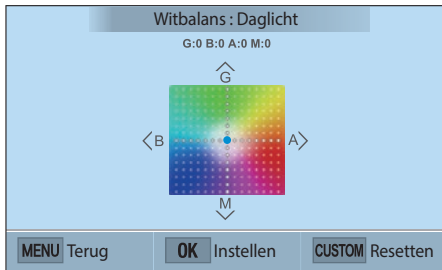 Witbalans : Daglicht
G:0 B:0 A:0 M:0
G
B A
M
MENU Terug OK Instellen CUSTOM Resetten